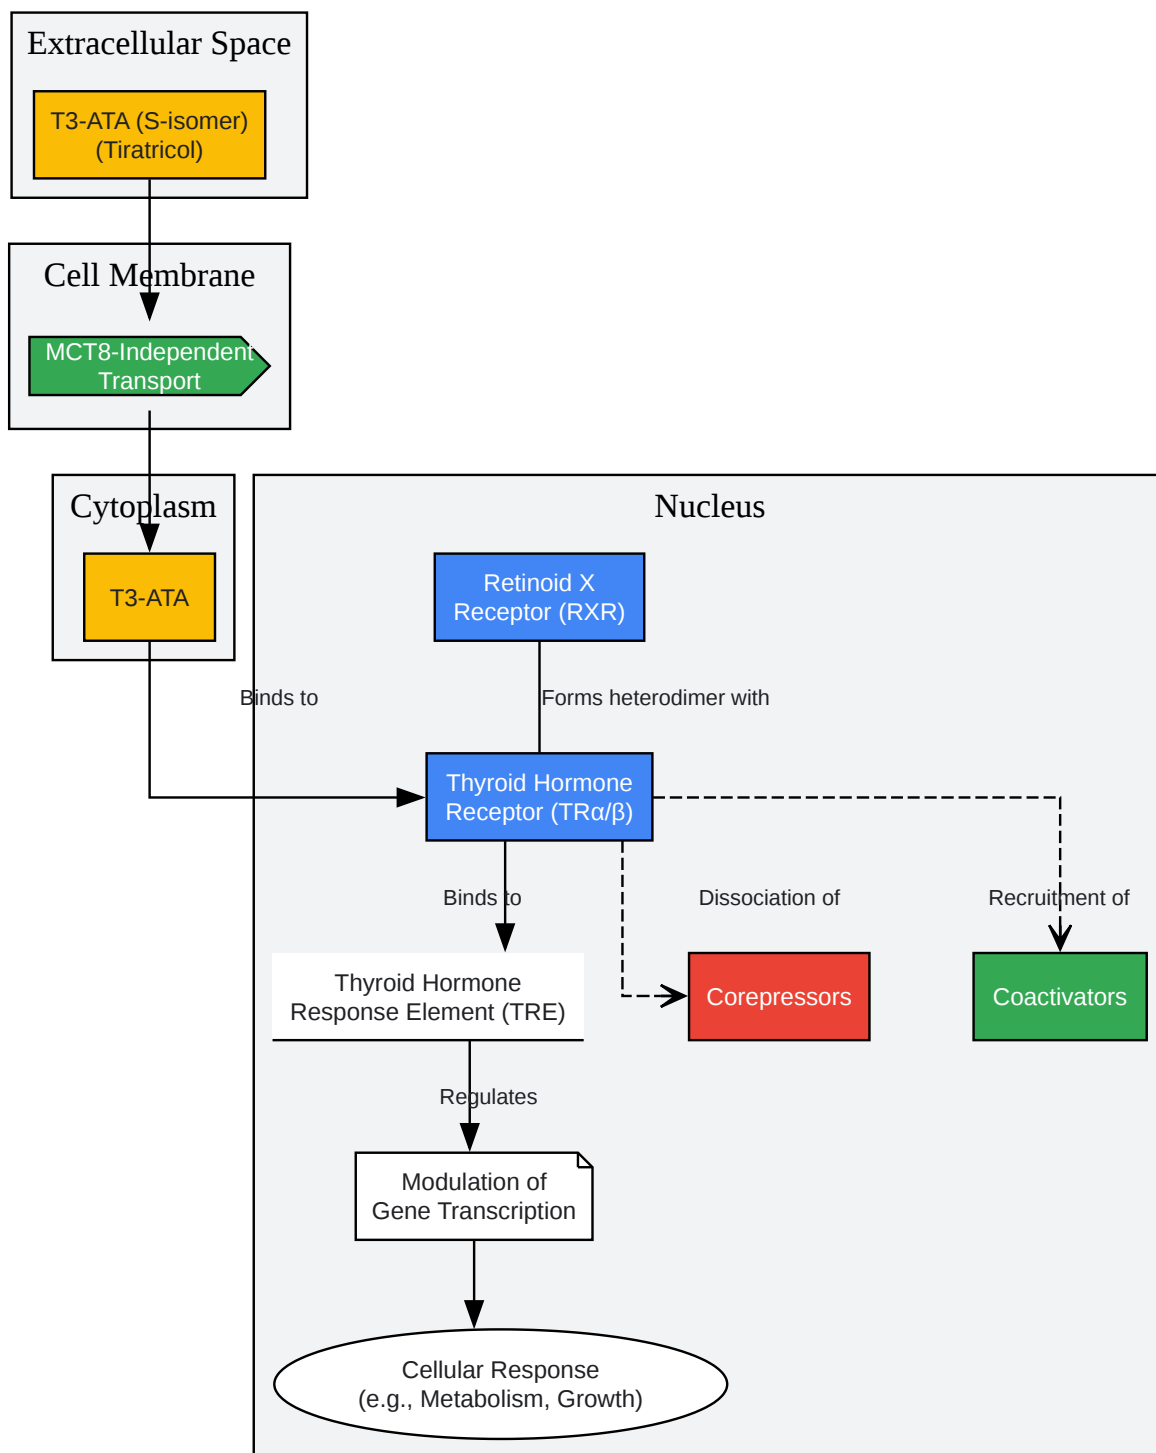 Extracellular Space
T3-ATA (S-isomer)
(Tiratricol)
Cell Membrane
MCT8-Independent
Transport
Cytoplasm
T3-ATA
Nucleus
Retinoid X
Receptor (RXR)
Binds to
Forms heterodimer with
Thyroid Hormone
Receptor (TRα/β)
Binds to
Dissociation of
Recruitment of
Thyroid Hormone
Response Element (TRE)
Corepressors
Coactivators
Regulates
Modulation of
Gene Transcription
Cellular Response
(e.g., Metabolism, Growth)